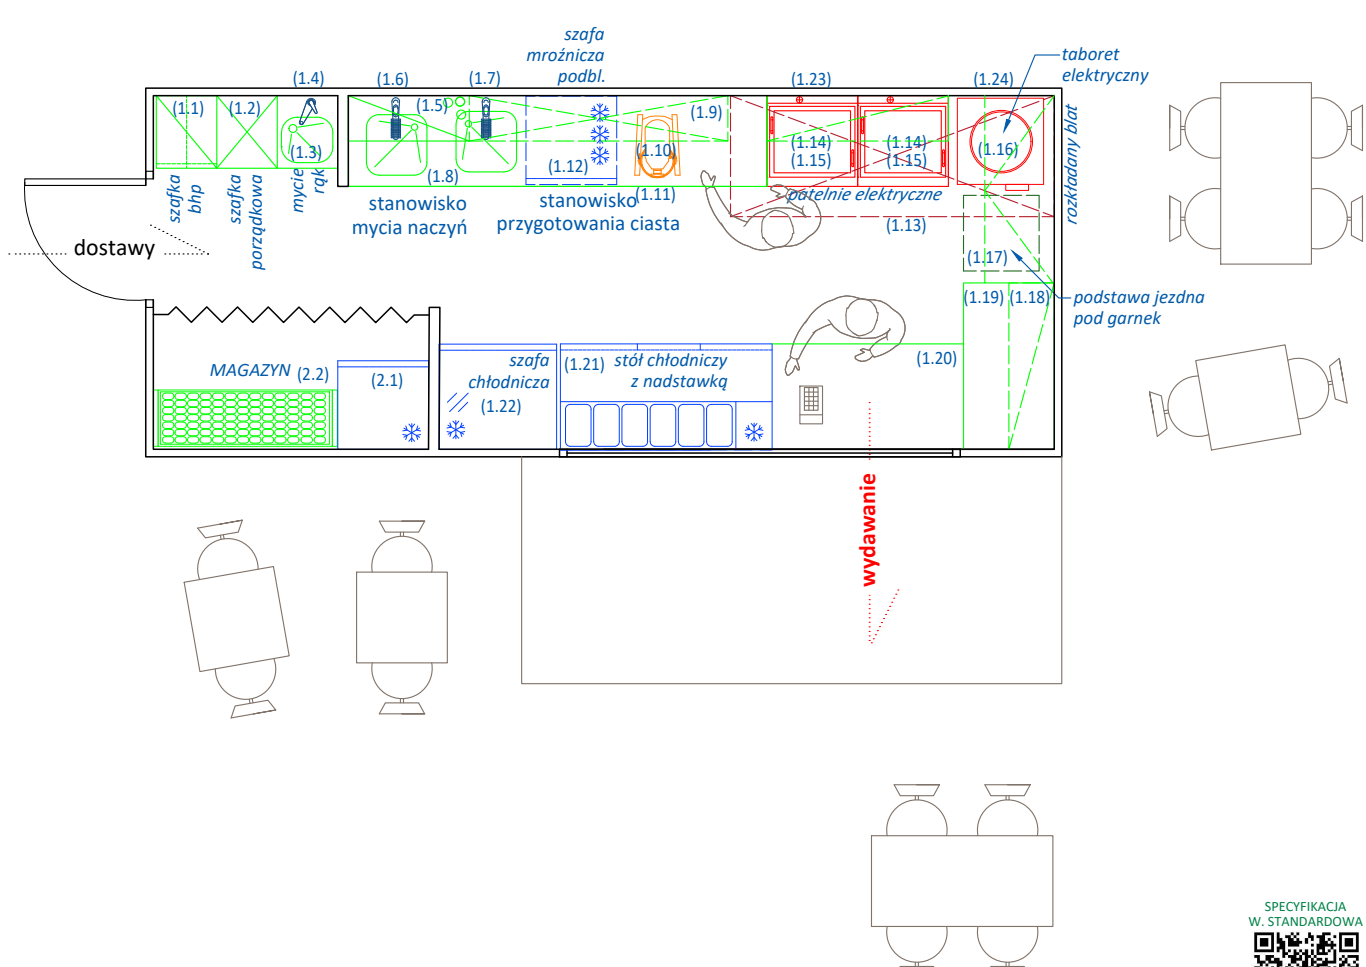 szafa
mroźnicza
podbl.
taboret
elektryczny
(1.4)
(1.6)
(1.7)
(1.23)
(1.24)
(1.1)
(1.2)
(1.5)
(1.9)
(1.3)
(1.10)
(1.14)
(1.15)
(1.14)
(1.15)
(1.16)
(1.12)
(1.8)
(1.11)
rozkładany blat
szafka
bhp
szafka
porządkowa
mycie
rąk
stanowisko
mycia naczyń
stanowisko
przygotowania ciasta
patelnie elektryczne
(1.13)
dostawy
(1.17)
(1.19)
(1.18)
podstawa jezdna
pod garnek
MAGAZYN
(2.2)
(2.1)
szafa
chłodnicza
(1.22)
(1.21)
stół chłodniczy
z nadstawką
(1.20)
wydawanie
SPECYFIKACJA
W. STANDARDOWA